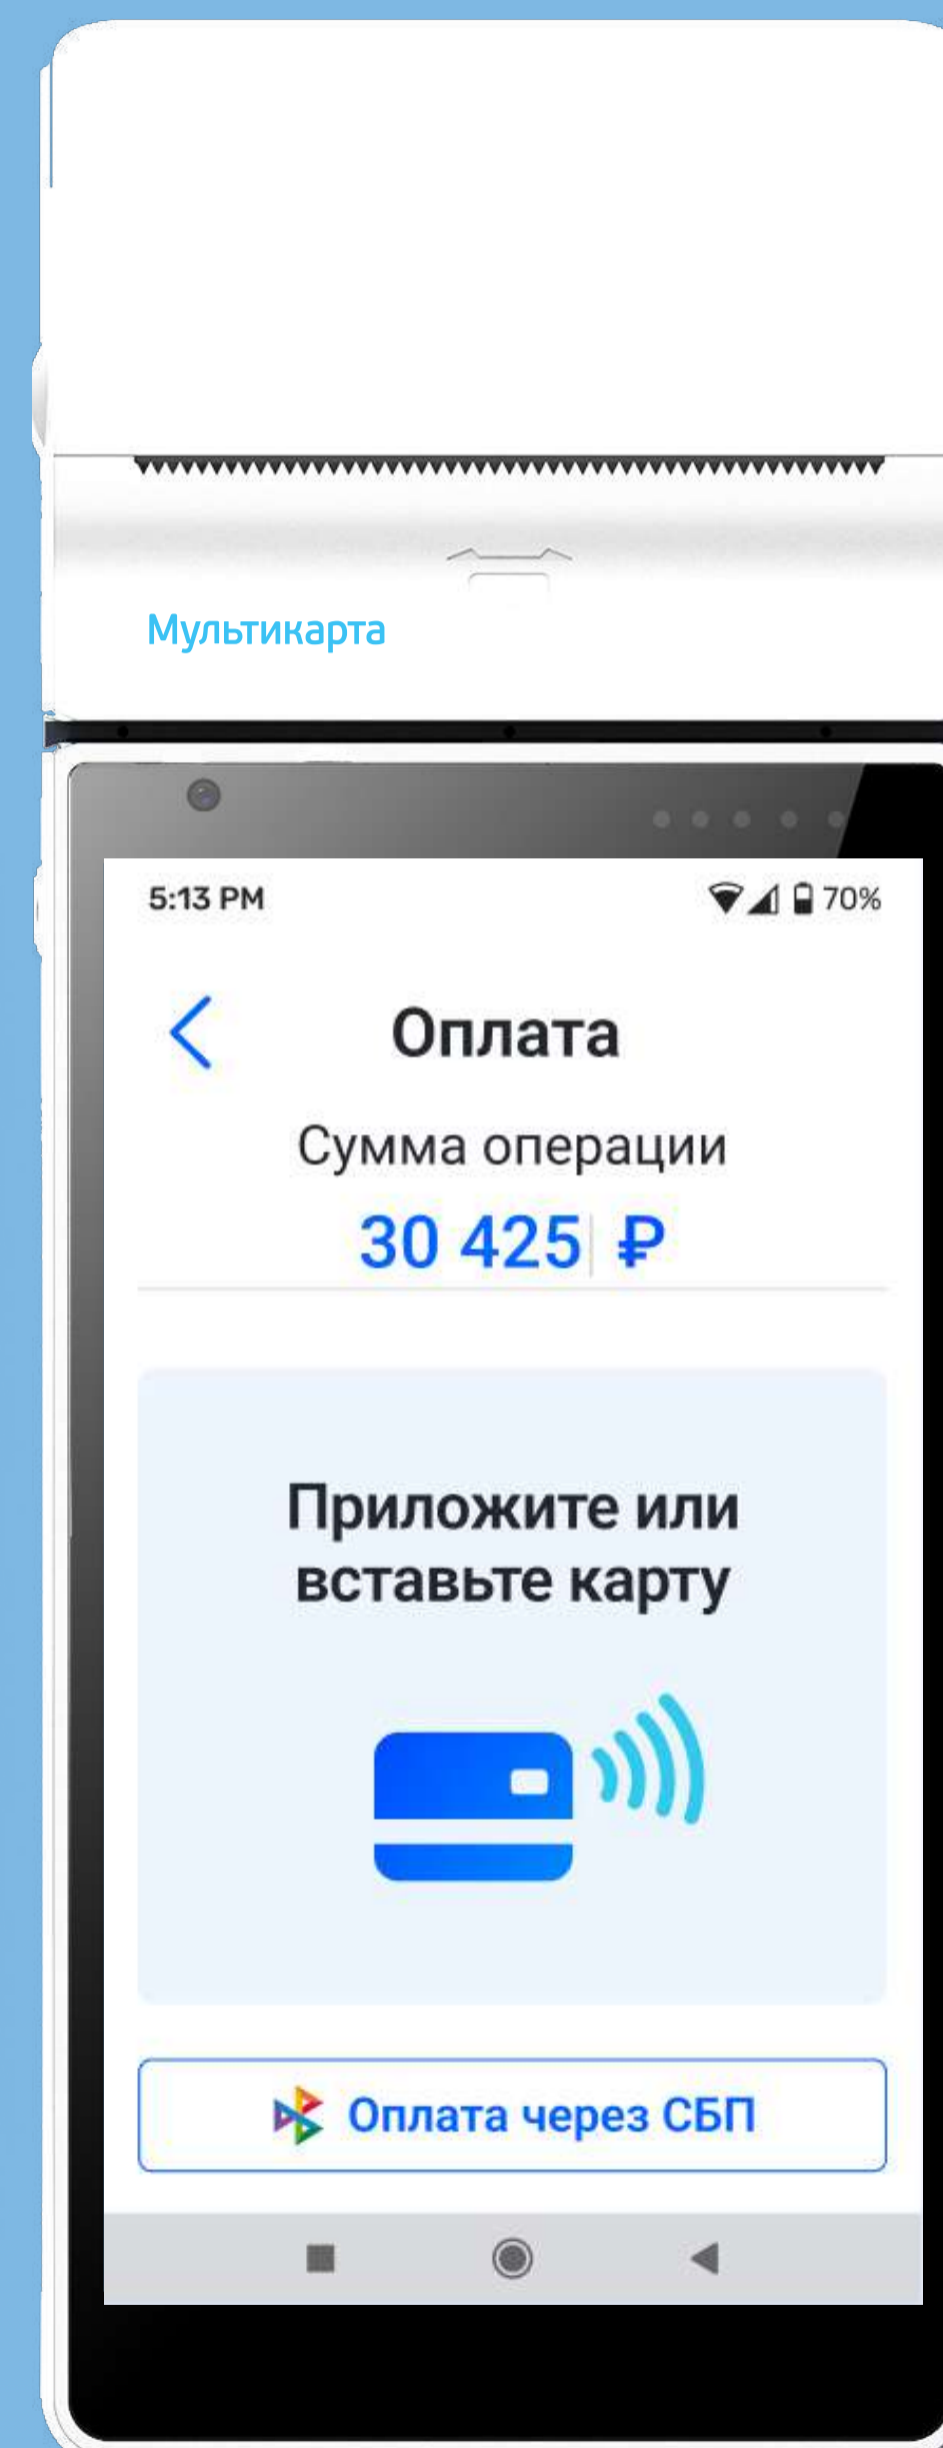 Мультикарта
5:13 PM 70%
Оплата
Сумма операции
30 425 ₽
Приложите или
вставьте карту
Оплата через СБП